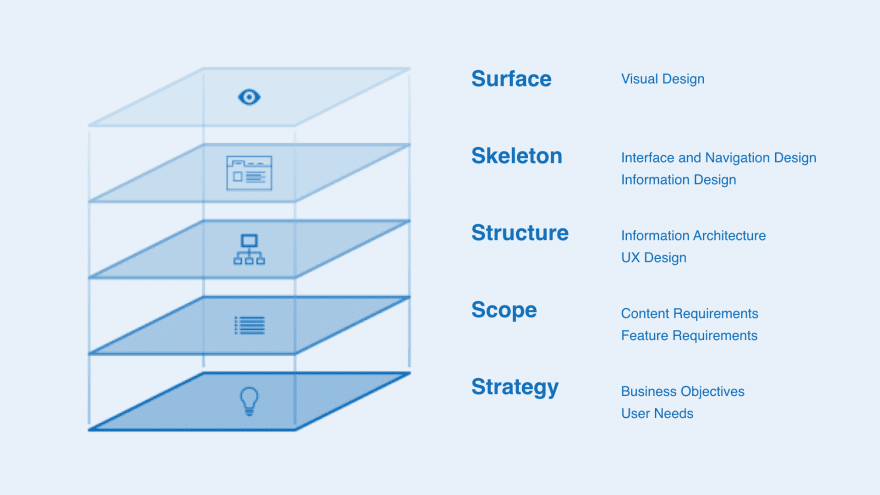 Surface
Visual Design
Skeleton
Interface and Navigation Design
Information Design
Structure
Information Architecture
UX Design
Scope
Content Requirements
Feature Requirements
Strategy
Business Objectives
User Needs